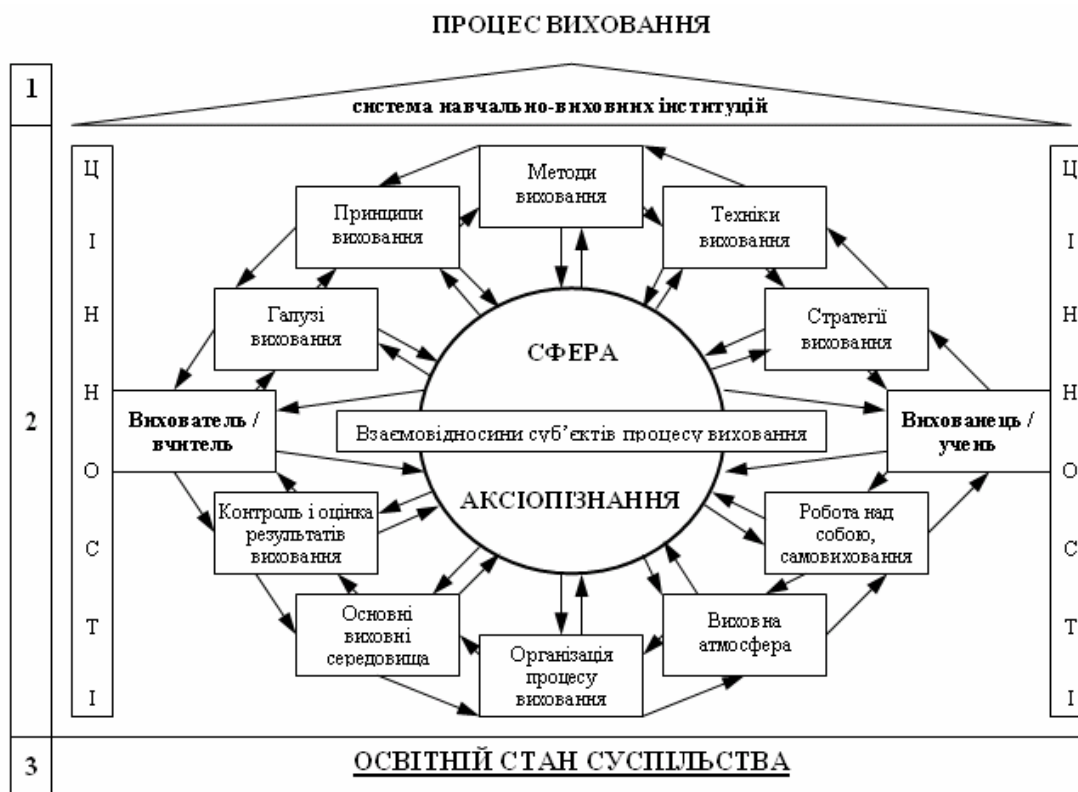 ПРОЦЕС ВИХОВАННЯ
1
система навчально-виховних інституцій
2
Ц
І
Н
Н
О
С
Т
І
Методи
виховання
Принципи
виховання
Техніки
виховання
Галузі
виховання
Стратегії
виховання
СФЕРА
Вихователь /
вчитель
Взаємовідносини суб’єктів процесу виховання
Вихованець /
учень
АКСІОПІЗНАННЯ
Контроль і оцінка
результатів
виховання
Робота над
собою,
самовиховання
Основні
виховні
середовища
Організація
процесу
виховання
Виховна
атмосфера
Ц
І
Н
Н
О
С
Т
І
3
ОСВІТНІЙ СТАН СУСПІЛЬСТВА